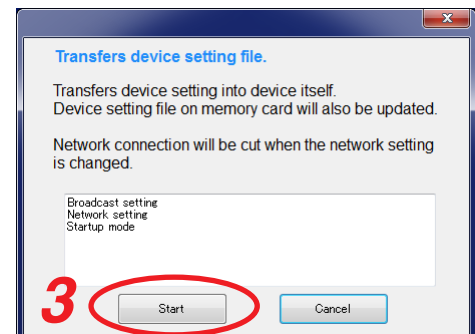 x
Transfers device setting file.
Transfers device setting into device itself.
Device setting file on memory card will also be updated.
Network connection will be cut when the network setting
is changed.
Broadcast setting
Network setting
Startup mode
3
Start
Cancel